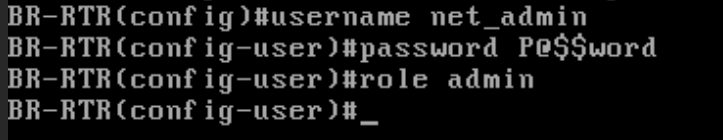 BR-RTR(config)#username net_admin
BR-RTR(config-user)#password P@$$word
BR-RTR(config-user)#role admin
BR-RTR(config-user)#_